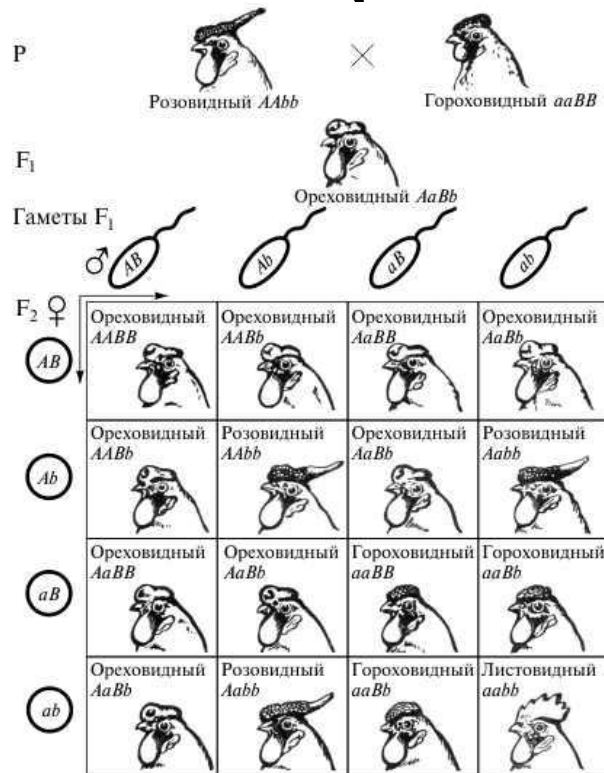 P
Розовидный AAbb
Гороховидный aaBB
F₁
Ореховидный AaBb
Гаметы F₁
♂ AB Ab aB ab
F₂ ♀
Ореховидный Ореховидный Ореховидный Ореховидный
AABB AABb AaBB AaBb
AB
Ореховидный Розовидный Ореховидный Розовидный
AABb AAbb AaBb Aabb
Ab
Ореховидный Ореховидный Гороховидный Гороховидный
AaBB AaBb aaBB aaBb
aB
Ореховидный Розовидный Гороховидный Листовидный
AaBb Aabb aaBb aabb
ab